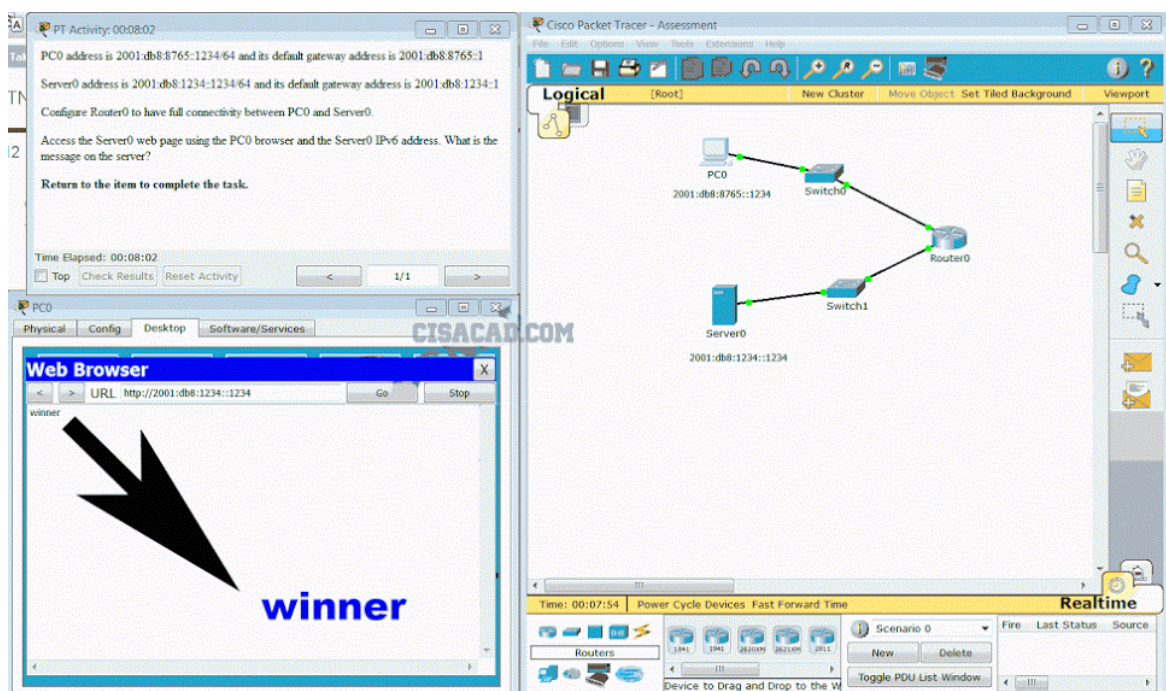 PT Activity: 00:08:02
PC0 address is 2001:db8:8765::1234/64 and its default gateway address is 2001:db8:8765::1
Server0 address is 2001:db8:1234::1234/64 and its default gateway address is 2001:db8:1234::1
Configure Router0 to have full connectivity between PC0 and Server0.
Access the Server0 web page using the PC0 browser and the Server0 IPv6 address. What is the
message on the server?
Return to the item to complete the task.
Time Elapsed: 00:08:02
Top Check Results Reset Activity < 1/1 >
PC0
Physical Config Desktop Software/Services
CISACAD.COM
Web Browser X
< > URL http://2001:db8:1234::1234 Go Stop
winner
winner
Cisco Packet Tracer - Assessment
File Edit Options View Tools Extensions Help
Logical [Root] New Cluster Move Object Set Tiled Background Viewport
PC0
2001:db8:8765::1234
Switch0
Router0
Switch1
Server0
2001:db8:1234::1234
Time: 00:07:54 Power Cycle Devices Fast Forward Time Realtime
Routers
1841 1941 2620XM 2621XM 2811
Scenario 0
New Delete
Toggle PDU List Window
Fire Last Status Source
Device to Drag and Drop to the W